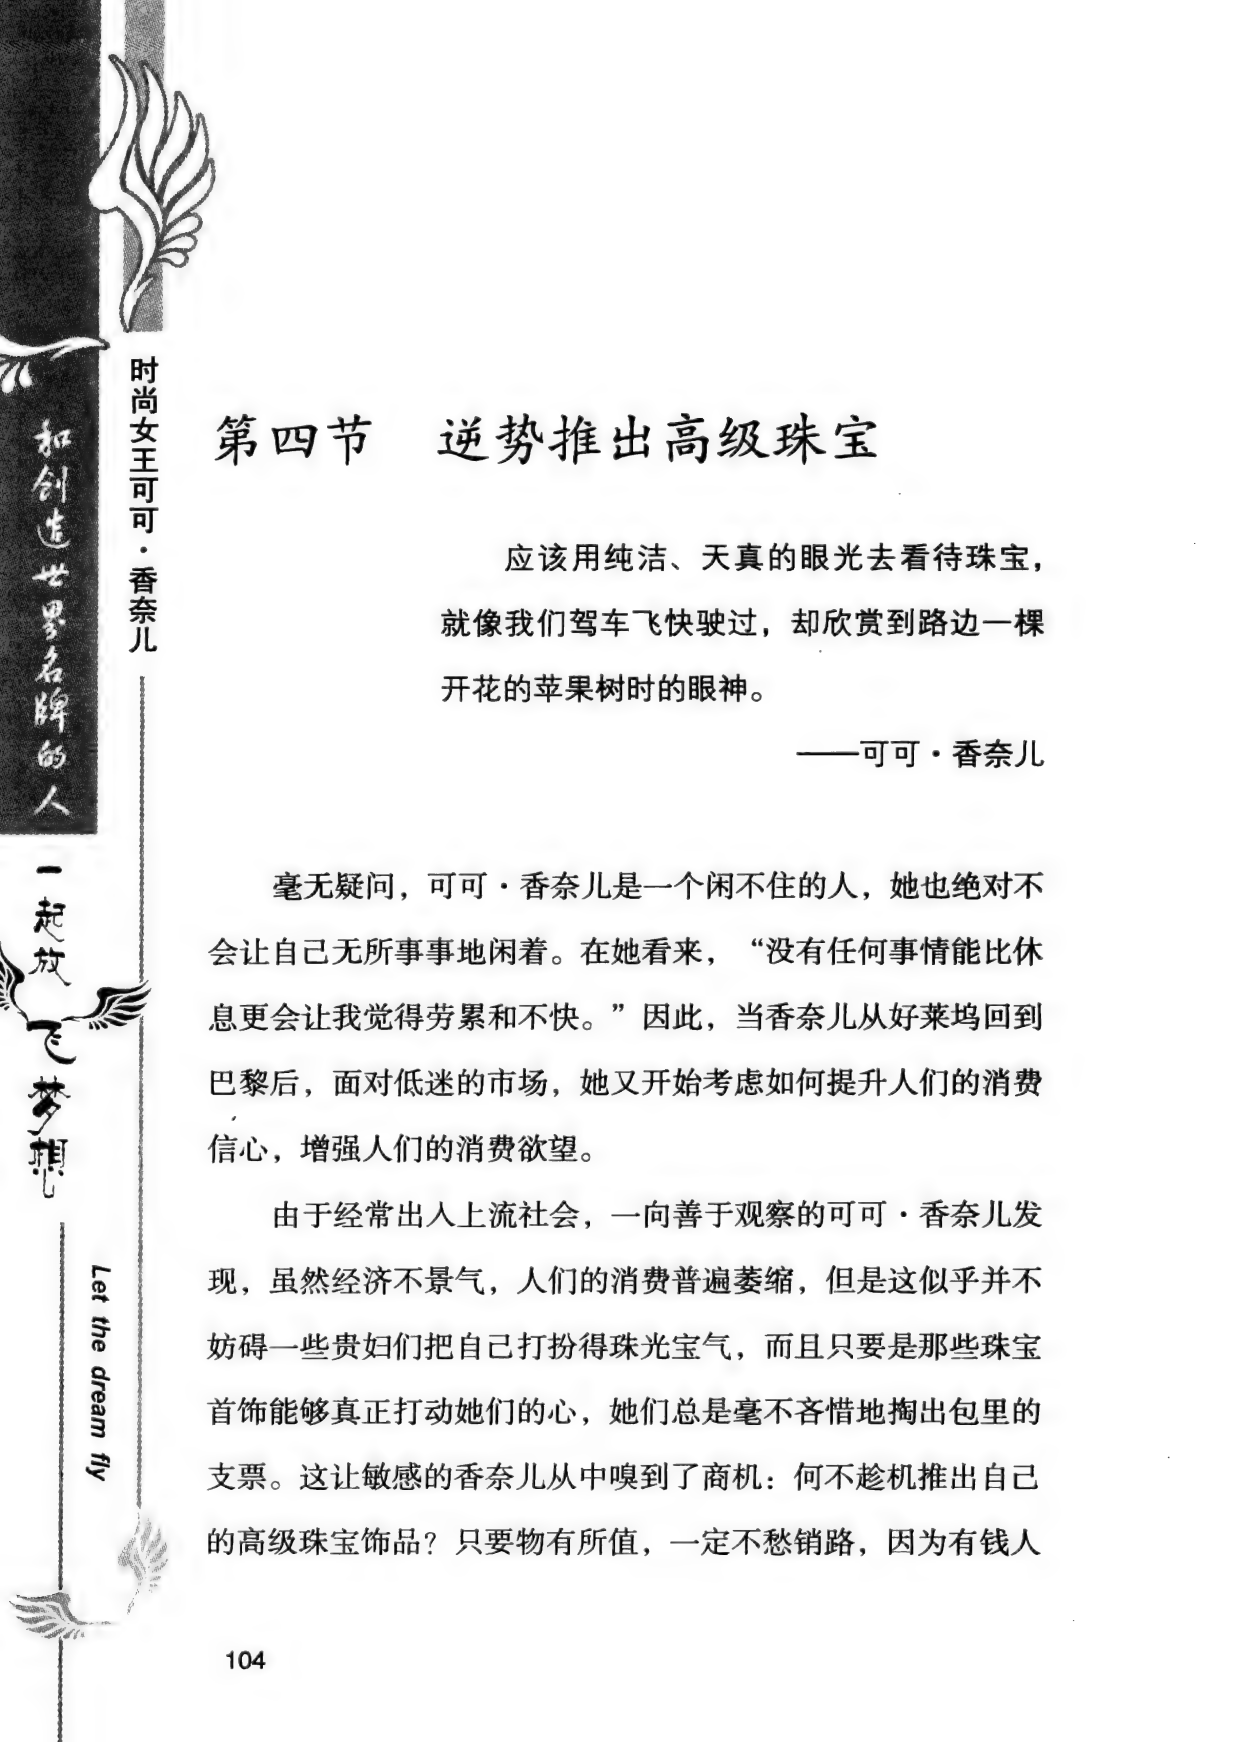 时尚女王可可·香奈儿
和创造世界名牌的人
一起放飞梦想
Let the dream fly
第四节 逆势推出高级珠宝
应该用纯洁、天真的眼光去看待珠宝，
就像我们驾车飞快驶过，却欣赏到路边一棵
开花的苹果树时的眼神。
——可可·香奈儿
毫无疑问，可可·香奈儿是一个闲不住的人，她也绝对不
会让自己无所事事地闲着。在她看来，“没有任何事情能比休
息更会让我觉得劳累和不快。”因此，当香奈儿从好莱坞回到
巴黎后，面对低迷的市场，她又开始考虑如何提升人们的消费
信心，增强人们的消费欲望。
由于经常出入上流社会，一向善于观察的可可·香奈儿发
现，虽然经济不景气，人们的消费普遍萎缩，但是这似乎并不
妨碍一些贵妇们把自己打扮得珠光宝气，而且只要是那些珠宝
首饰能够真正打动她们的心，她们总是毫不吝惜地掏出包里的
支票。这让敏感的香奈儿从中嗅到了商机：何不趁机推出自己
的高级珠宝饰品？只要物有所值，一定不愁销路，因为有钱人
104